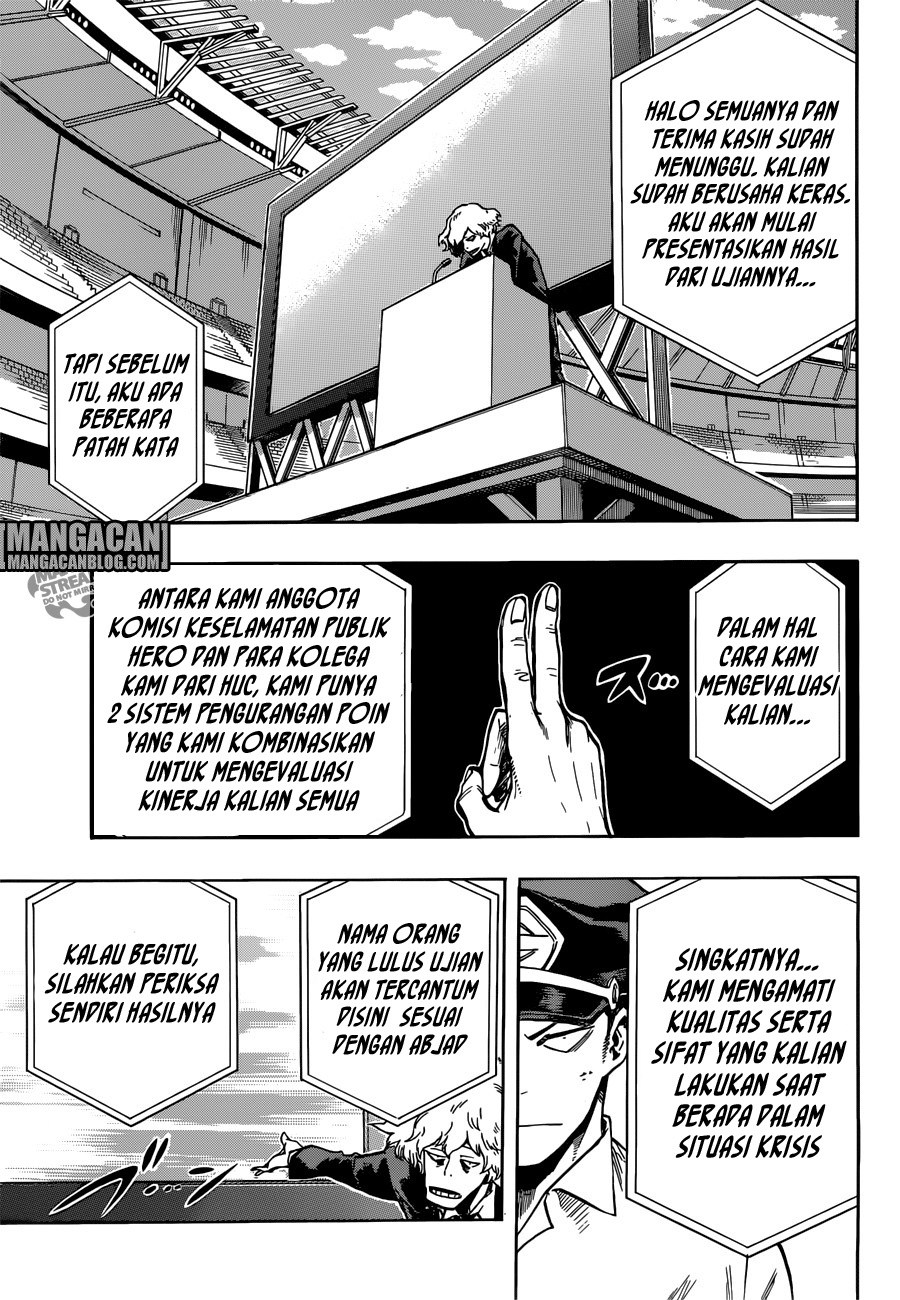 HALO SEMUANYA DAN
TERIMA KASIH SUDAH
MENUNGGU. KALIAN
SUDAH BERUSAHA KERAS.
AKU AKAN MULAI
PRESENTASIKAN HASIL
DARI UJIANNYA...
TAPI SEBELUM
ITU, AKU ADA
BEBERAPA
PATAH KATA
MANGACAN
MANGACANBLOG.COM
DALAM HAL
CARA KAMI
MENGEVALUASI
KALIAN...
ス...
ANTARA KAMI ANGGOTA
KOMISI KESELAMATAN PUBLIK
HERO DAN PARA KOLEGA
KAMI DARI HUC, KAMI PUNYA
2 SISTEM PENGURANGAN POIN
YANG KAMI KOMBINASIKAN
UNTUK MENGEVALUASI
KINERJA KALIAN SEMUA
SINGKATNYA...
KAMI MENGAMATI
KUALITAS SERTA
SIFAT YANG KALIAN
LAKUKAN SAAT
BERADA DALAM
SITUASI KRISIS
NAMA ORANG
YANG LULUS UJIAN
AKAN TERCANTUM
DISINI SESUAI
DENGAN ABJAD
KALAU BEGITU,
SILAHKAN PERIKSA
SENDIRI HASILNYA
ブン